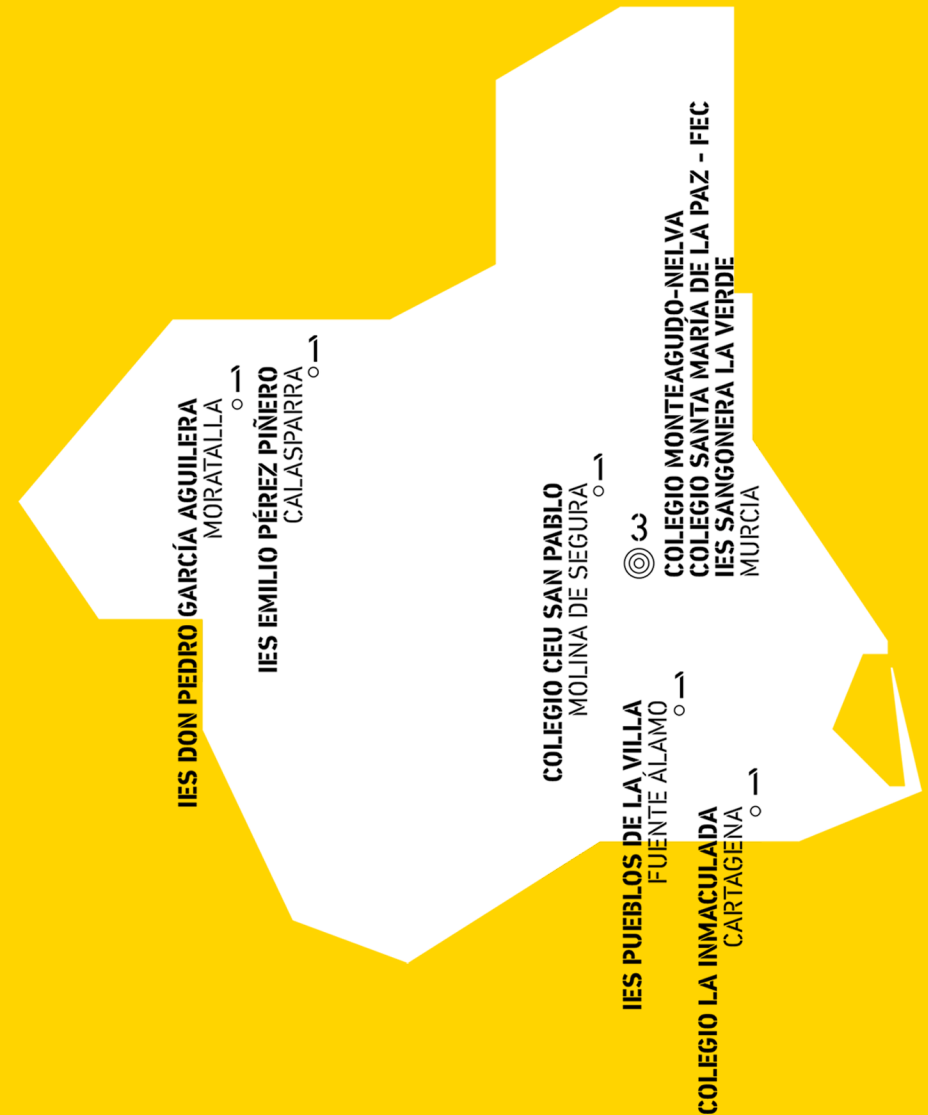 IES DON PEDRO GARCÍA AGUILERA
MORATALLA
1
IES EMILIO PÉREZ PIÑERO
CALASPARRA
1
COLEGIO CEU SAN PABLO
MOLINA DE SEGURA
1
3
COLEGIO MONTEAGUDO-NELVA
COLEGIO SANTA MARÍA DE LA PAZ - FEC
IES SANGONERA LA VERDE
MURCIA
IES PUEBLOS DE LA VILLA
FUENTE ÁLAMO
1
COLEGIO LA INMACULADA
CARTAGENA
1